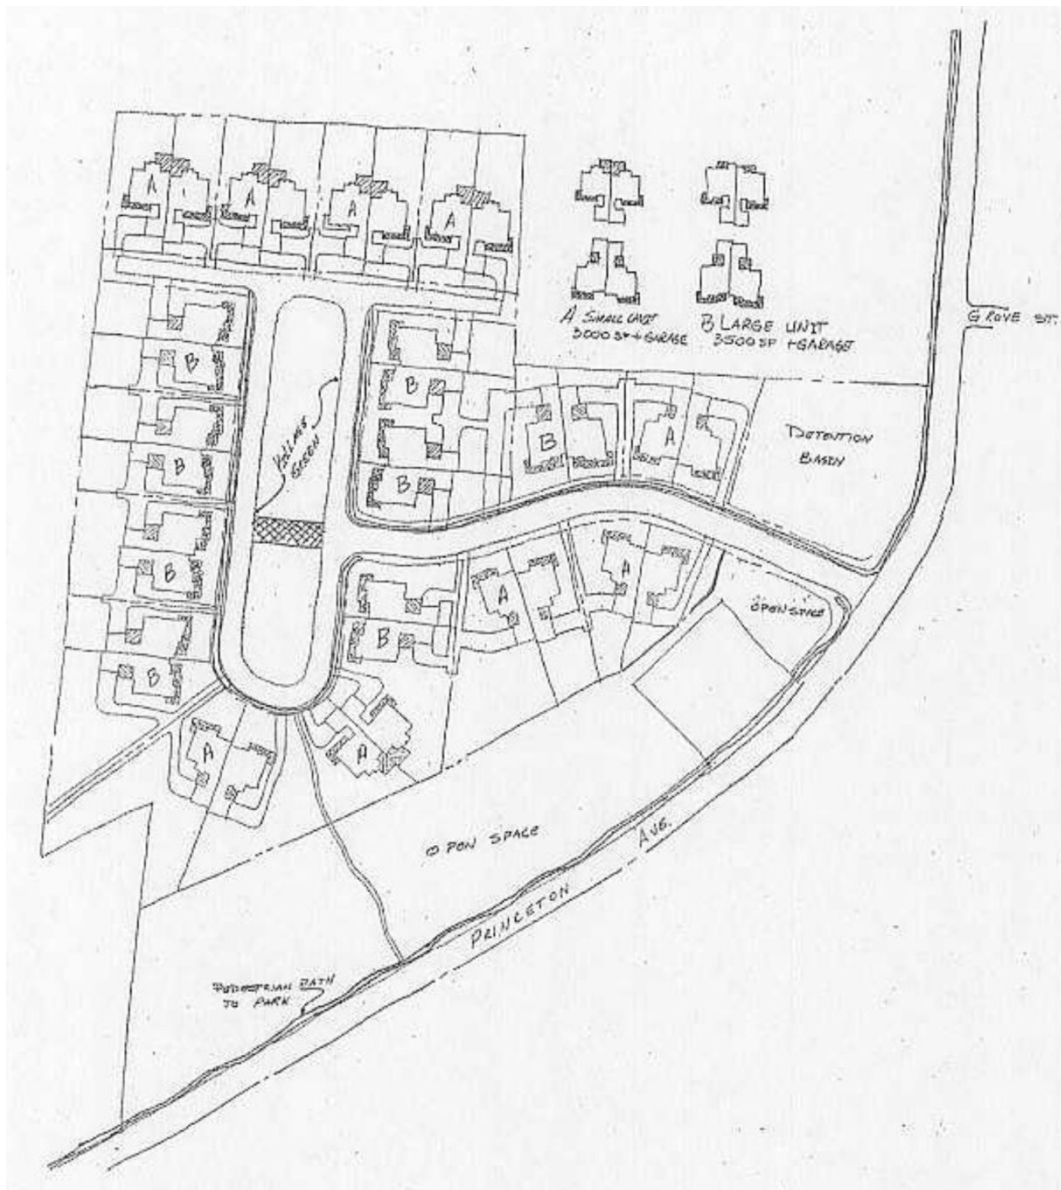 A
A
A
A
A SMALL UNIT
3000 SF + GARAGE
B LARGE UNIT
3500 SF + GARAGE
GROVE ST.
B
B
B
A
DETENTION
BASIN
VILLAGE
GREEN
B
B
B
A
A
OPEN SPACE
B
B
A
A
OPEN SPACE
AVE.
PRINCETON
PEDESTRIAN PATH
TO PARK